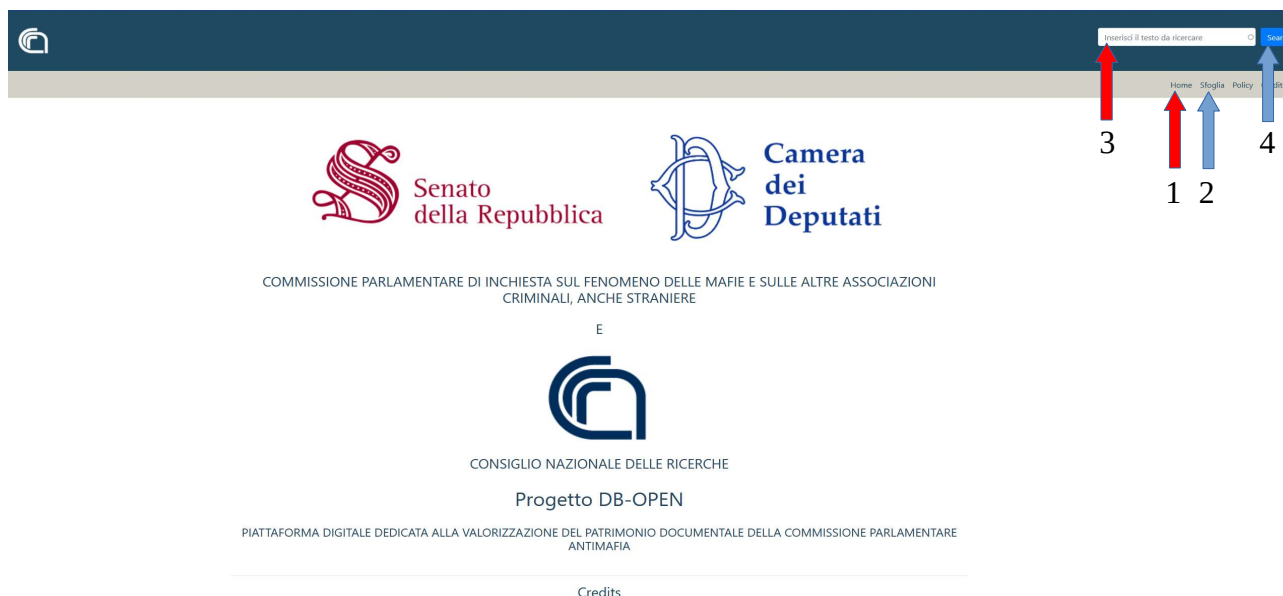 Inserisci il testo da ricercare
Home Sfoglia Policy
3 4
1 2
Senato
della Repubblica
Camera
dei
Deputati
COMMISSIONE PARLAMENTARE DI INCHIESTA SUL FENOMENO DELLE MAFIE E SULLE ALTRE ASSOCIAZIONI
CRIMINALI, ANCHE STRANIERE
E
CONSIGLIO NAZIONALE DELLE RICERCHE
Progetto DB-OPEN
PIATTAFORMA DIGITALE DEDICATA ALLA VALORIZZAZIONE DEL PATRIMONIO DOCUMENTALE DELLA COMMISSIONE PARLAMENTARE
ANTIMAFIA
Credits